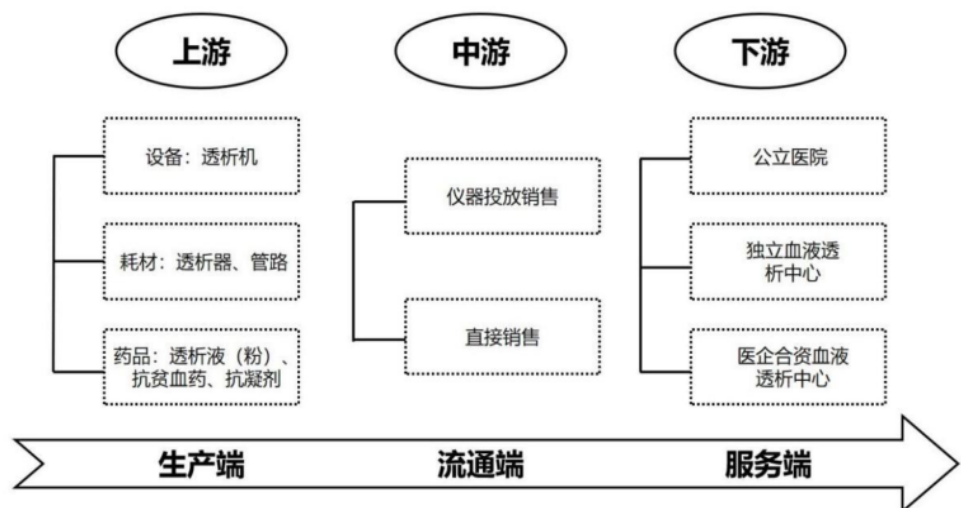 上游
中游
下游
设备：透析机
耗材：透析器、管路
药品：透析液（粉）、
抗贫血药、抗凝剂
仪器投放销售
直接销售
公立医院
独立血液透
析中心
医企合资血液
透析中心
生产端
流通端
服务端